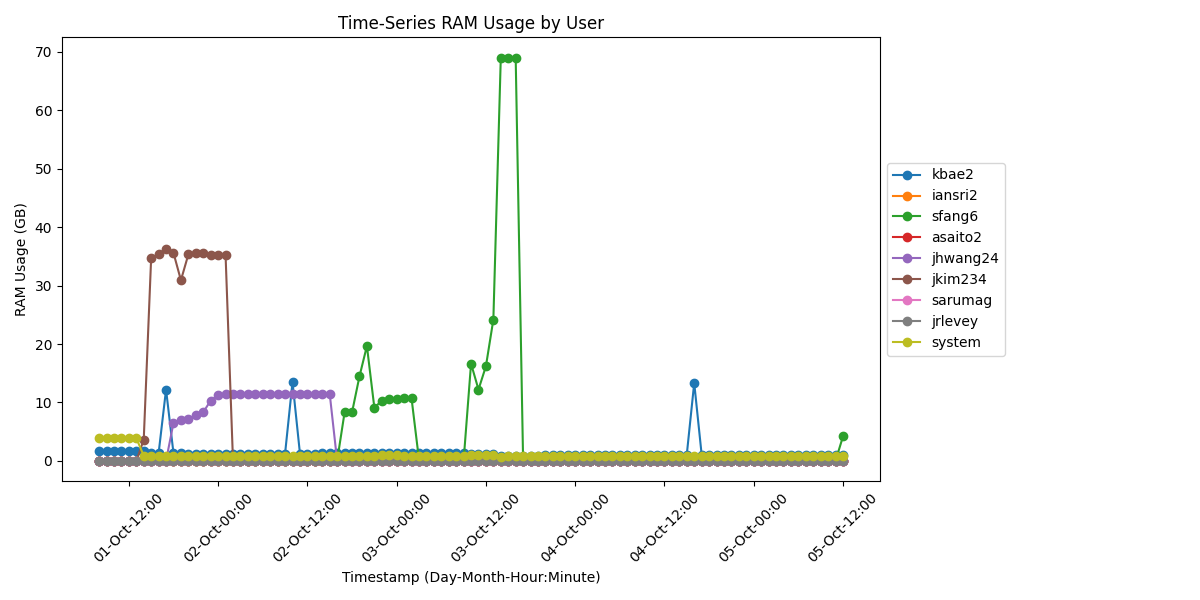 Time-Series RAM Usage by User
RAM Usage (GB)
70
60
50
40
30
20
10
0
01-Oct-12:00
02-Oct-00:00
02-Oct-12:00
03-Oct-00:00
03-Oct-12:00
04-Oct-00:00
04-Oct-12:00
05-Oct-00:00
05-Oct-12:00
Timestamp (Day-Month-Hour:Minute)
kbae2
iansri2
sfang6
asaito2
jhwang24
jkim234
sarumag
jrlevey
system